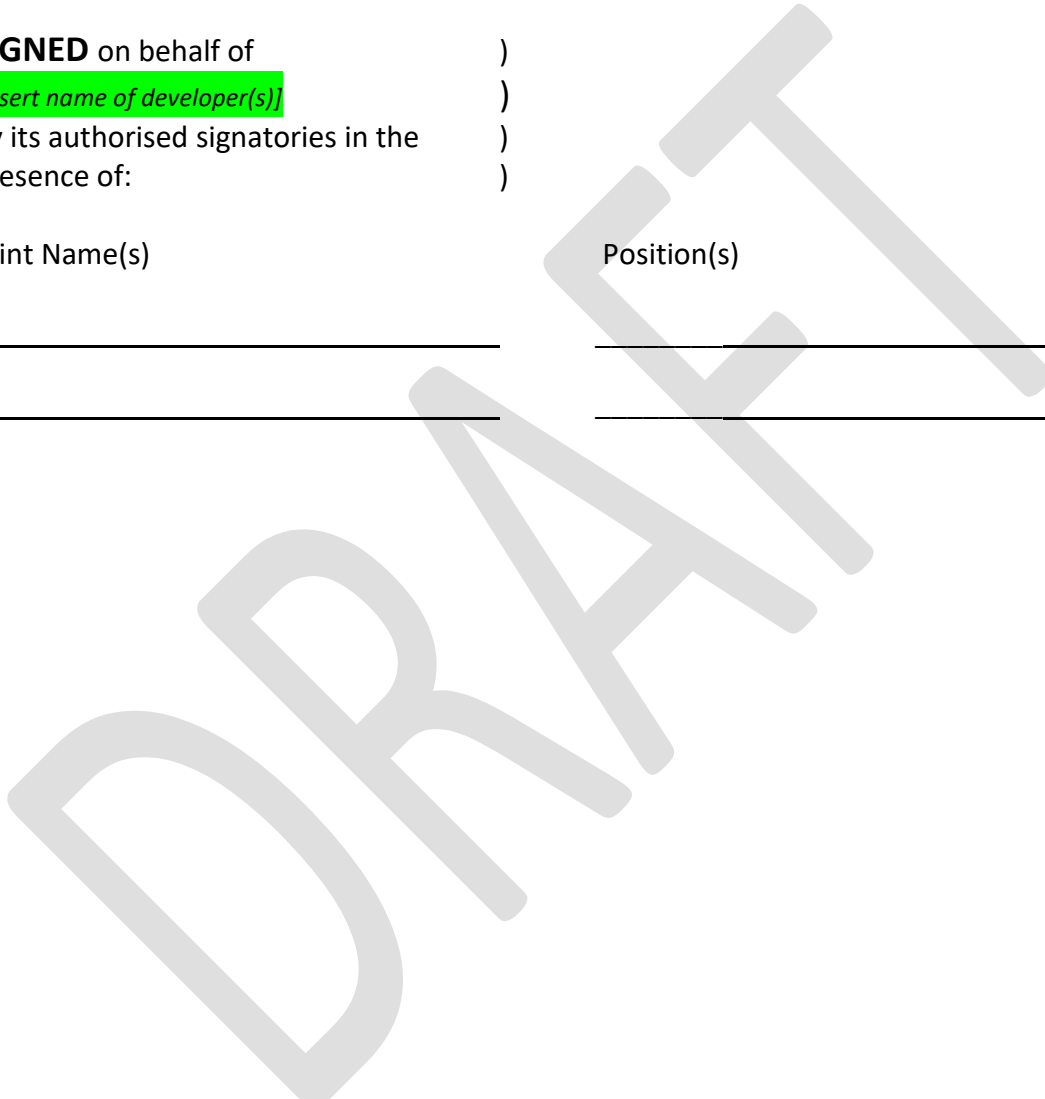 GNED on behalf of )
sert name of developer(s)] )
its authorised signatories in the )
esence of: )
int Name(s) Position(s)
DRAFT